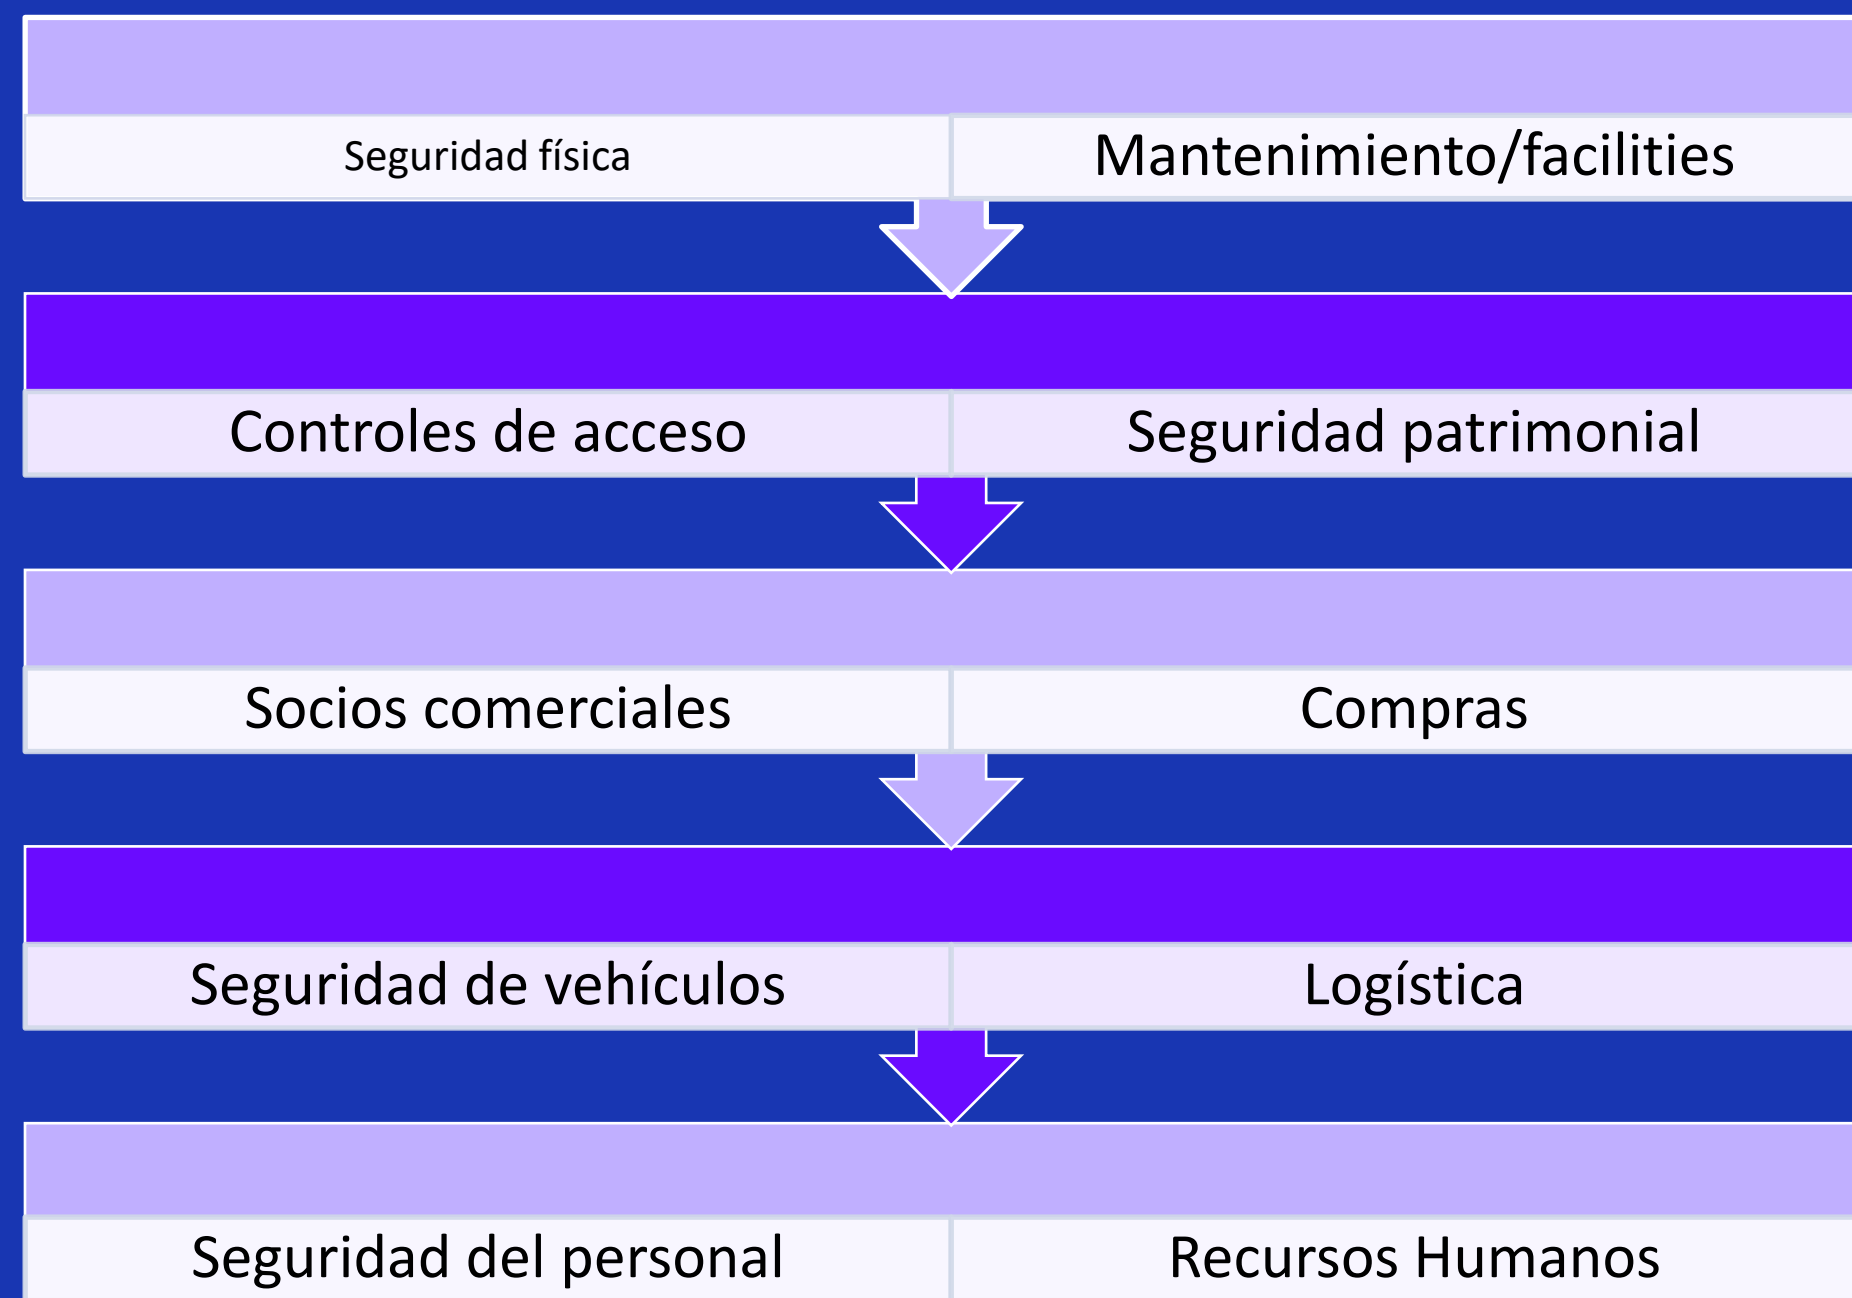 Seguridad física
Mantenimiento/facilities
Controles de acceso
Seguridad patrimonial
Socios comerciales
Compras
Seguridad de vehículos
Logística
Seguridad del personal
Recursos Humanos